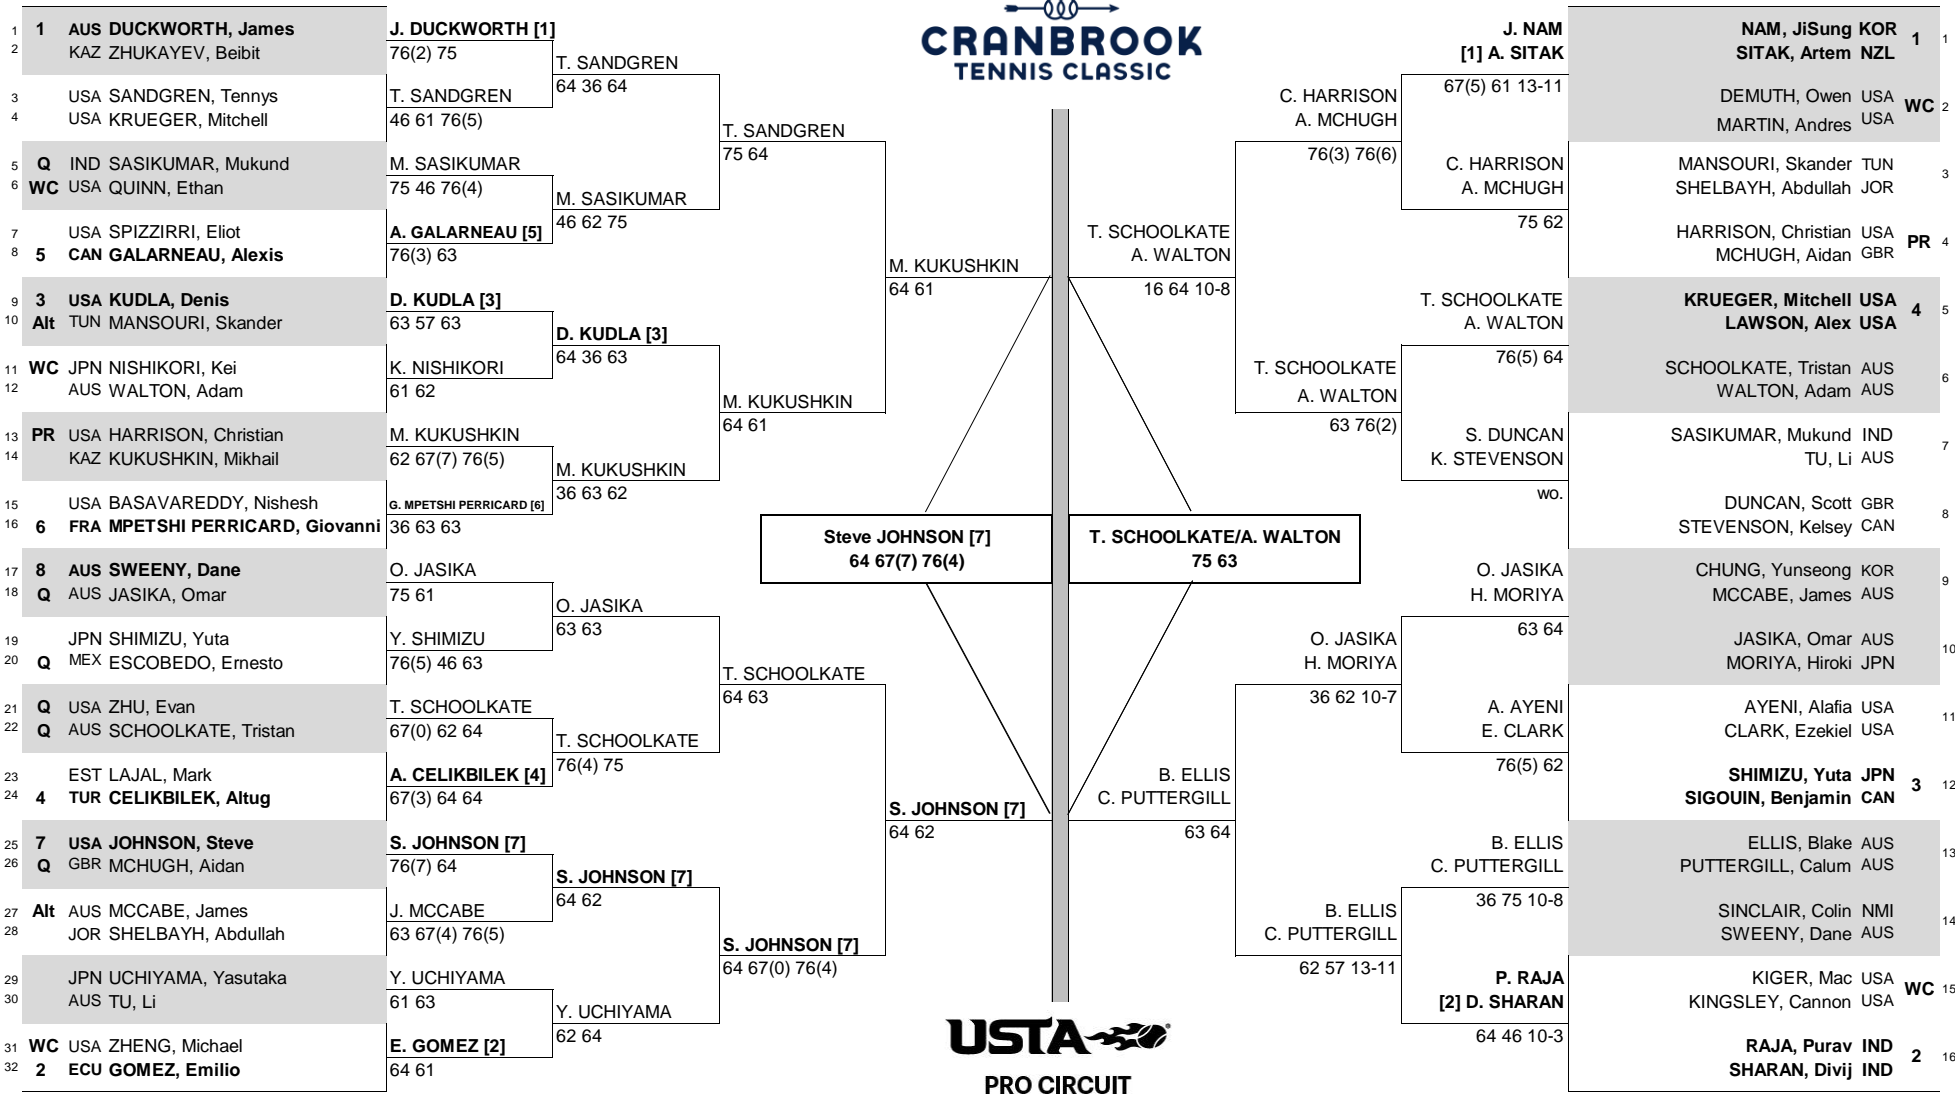 CRANBROOK
TENNIS CLASSIC
1 1 AUS DUCKWORTH, James
2 KAZ ZHUKAYEV, Beibit
3 USA SANDGREN, Tennys
4 USA KRUEGER, Mitchell
5 Q IND SASIKUMAR, Mukund
6 WC USA QUINN, Ethan
7 USA SPIZZIRRI, Eliot
8 5 CAN GALARNEAU, Alexis
9 3 USA KUDLA, Denis
10 Alt TUN MANSOURI, Skander
11 WC JPN NISHIKORI, Kei
12 AUS WALTON, Adam
13 PR USA HARRISON, Christian
14 KAZ KUKUSHKIN, Mikhail
15 USA BASAVAREDDY, Nishesh
16 6 FRA MPETSHI PERRICARD, Giovanni
17 8 AUS SWEENY, Dane
18 Q AUS JASIKA, Omar
19 JPN SHIMIZU, Yuta
20 Q MEX ESCOBEDO, Ernesto
21 Q USA ZHU, Evan
22 Q AUS SCHOOLKATE, Tristan
23 EST LAJAL, Mark
24 4 TUR CELIKBILEK, Altug
25 7 USA JOHNSON, Steve
26 Q GBR MCHUGH, Aidan
27 Alt AUS MCCABE, James
28 JOR SHELBAYH, Abdullah
29 JPN UCHIYAMA, Yasutaka
30 AUS TU, Li
31 WC USA ZHENG, Michael
32 2 ECU GOMEZ, Emilio
J. DUCKWORTH [1]
76(2) 75
T. SANDGREN
46 61 76(5)
M. SASIKUMAR
75 46 76(4)
A. GALARNEAU [5]
76(3) 63
D. KUDLA [3]
63 57 63
K. NISHIKORI
61 62
M. KUKUSHKIN
62 67(7) 76(5)
G. MPETSHI PERRICARD [6]
36 63 63
O. JASIKA
75 61
Y. SHIMIZU
76(5) 46 63
T. SCHOOLKATE
67(0) 62 64
A. CELIKBILEK [4]
67(3) 64 64
S. JOHNSON [7]
76(7) 64
J. MCCABE
63 67(4) 76(5)
Y. UCHIYAMA
61 63
E. GOMEZ [2]
64 61
T. SANDGREN
64 36 64
M. SASIKUMAR
46 62 75
D. KUDLA [3]
64 36 63
M. KUKUSHKIN
36 63 62
O. JASIKA
63 63
T. SCHOOLKATE
76(4) 75
S. JOHNSON [7]
64 62
Y. UCHIYAMA
62 64
T. SANDGREN
75 64
M. KUKUSHKIN
64 61
T. SCHOOLKATE
64 63
S. JOHNSON [7]
64 67(0) 76(4)
M. KUKUSHKIN
64 61
S. JOHNSON [7]
64 62
Steve JOHNSON [7]
64 67(7) 76(4)
T. SCHOOLKATE/A. WALTON
75 63
T. SCHOOLKATE
A. WALTON
16 64 10-8
B. ELLIS
C. PUTTERGILL
63 64
C. HARRISON
A. MCHUGH
76(3) 76(6)
T. SCHOOLKATE
A. WALTON
63 76(2)
O. JASIKA
H. MORIYA
36 62 10-7
B. ELLIS
C. PUTTERGILL
62 57 13-11
J. NAM
[1] A. SITAK
67(5) 61 13-11
C. HARRISON
A. MCHUGH
75 62
T. SCHOOLKATE
A. WALTON
76(5) 64
S. DUNCAN
K. STEVENSON
wo.
O. JASIKA
H. MORIYA
63 64
A. AYENI
E. CLARK
76(5) 62
B. ELLIS
C. PUTTERGILL
36 75 10-8
P. RAJA
[2] D. SHARAN
64 46 10-3
NAM, JiSung KOR 1 1
SITAK, Artem NZL
DEMUTH, Owen USA WC 2
MARTIN, Andres USA
MANSOURI, Skander TUN 3
SHELBAYH, Abdullah JOR
HARRISON, Christian USA PR 4
MCHUGH, Aidan GBR
KRUEGER, Mitchell USA 4 5
LAWSON, Alex USA
SCHOOLKATE, Tristan AUS 6
WALTON, Adam AUS
SASIKUMAR, Mukund IND 7
TU, Li AUS
DUNCAN, Scott GBR 8
STEVENSON, Kelsey CAN
CHUNG, Yunseong KOR 9
MCCABE, James AUS
JASIKA, Omar AUS 10
MORIYA, Hiroki JPN
AYENI, Alafia USA 11
CLARK, Ezekiel USA
SHIMIZU, Yuta JPN 3 12
SIGOUIN, Benjamin CAN
ELLIS, Blake AUS 13
PUTTERGILL, Calum AUS
SINCLAIR, Colin NMI 14
SWEENY, Dane AUS
KIGER, Mac USA WC 15
KINGSLEY, Cannon USA
RAJA, Purav IND 2 16
SHARAN, Divij IND
USTA
PRO CIRCUIT